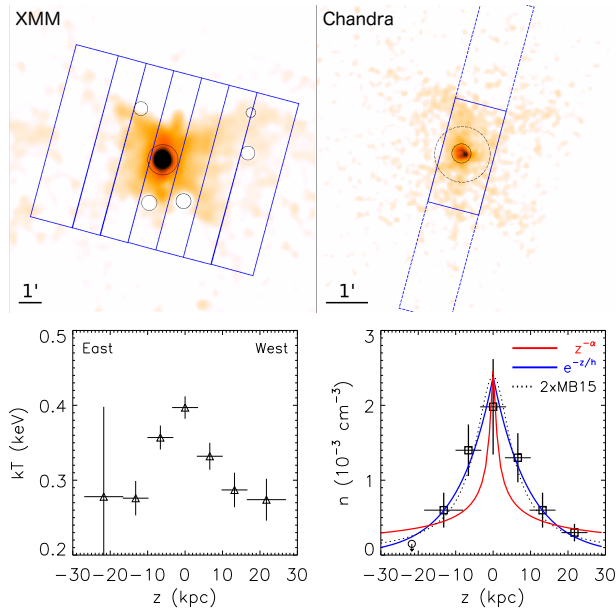 XMM
Chandra
1'
1'
0.5
0.4
0.3
0.2
kT (keV)
East
West
−30−20−10 0 10 20 30
z (kpc)
3
2
1
0
n (10⁻³ cm⁻³)
z^−α
e^−z/h
2xMB15
−30−20−10 0 10 20 30
z (kpc)